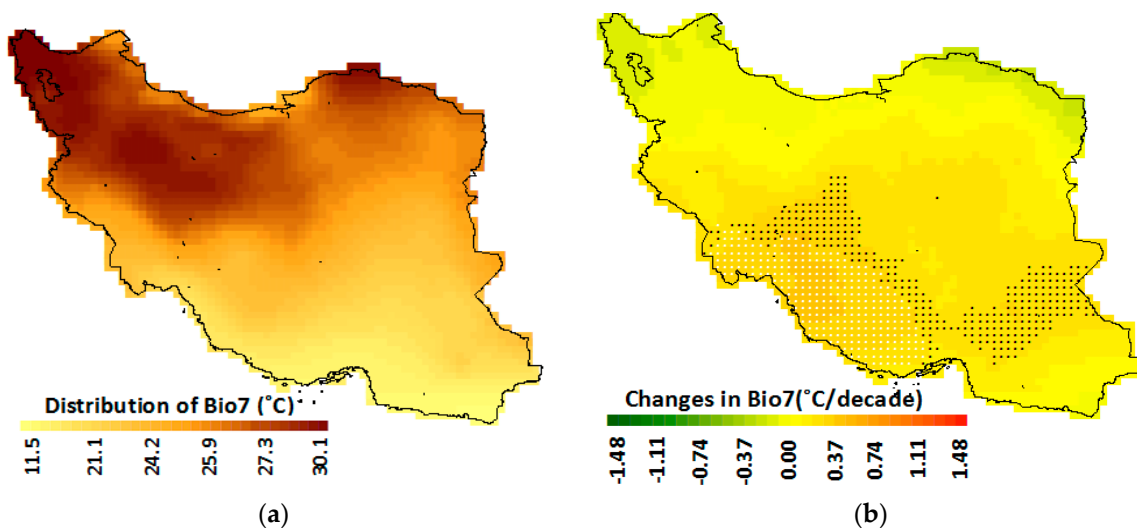 Distribution of Bio7 (˚C)
11.5 21.1 24.2 25.9 27.3 30.1
(a)
Changes in Bio7(˚C/decade)
-1.48 -1.11 -0.74 -0.37 0.00 0.37 0.74 1.11 1.48
(b)